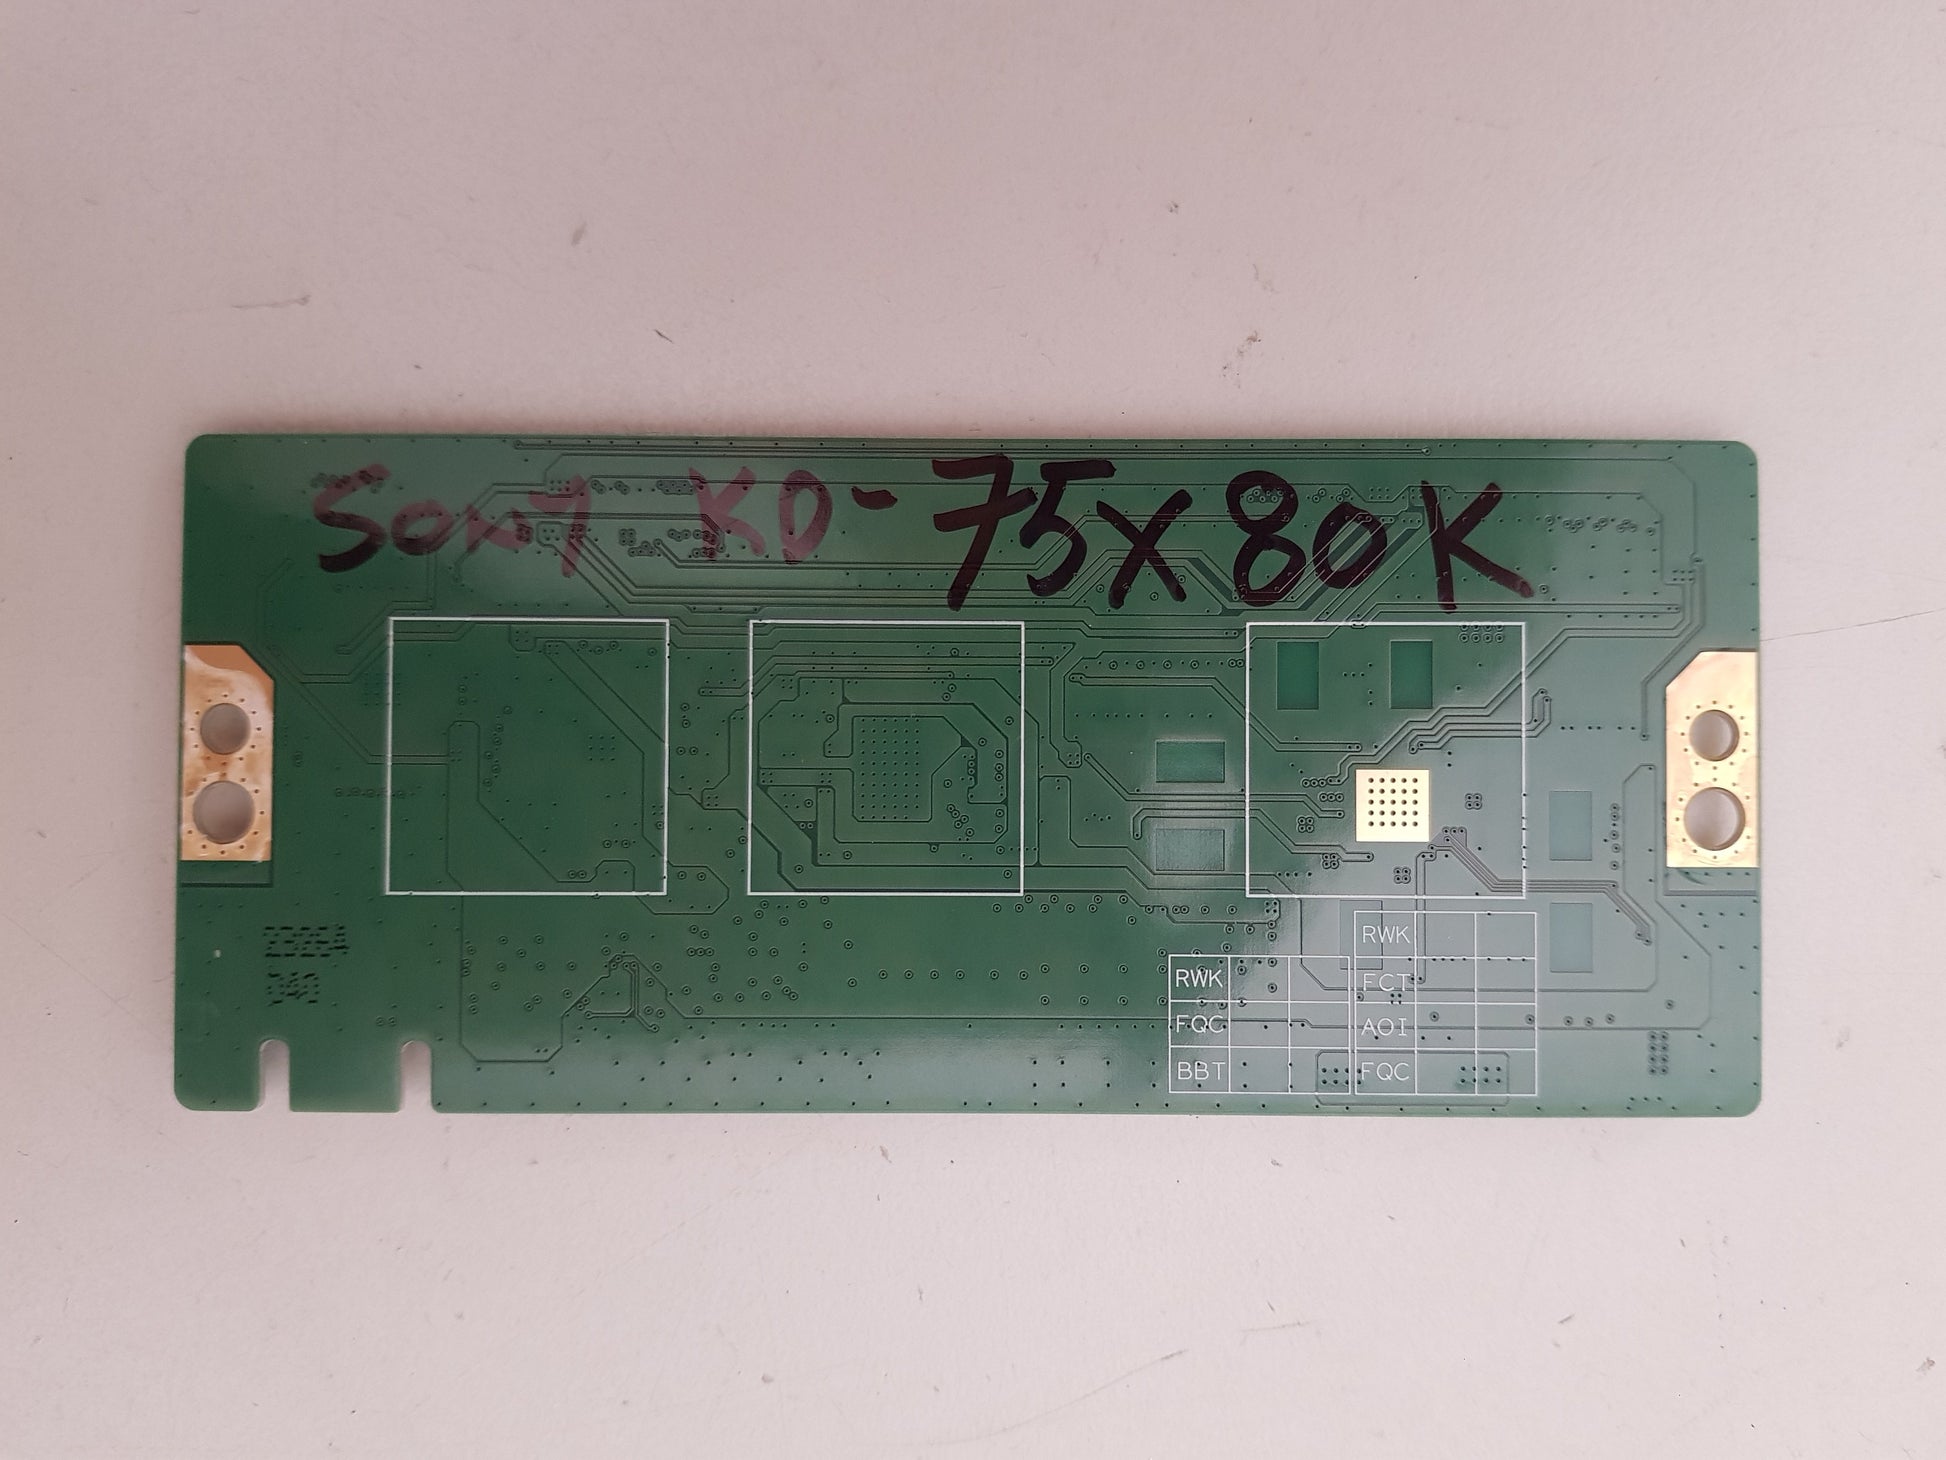 Sony KD-75X80K
RWK
RWK FCT
FQC AOI
BBT FQC